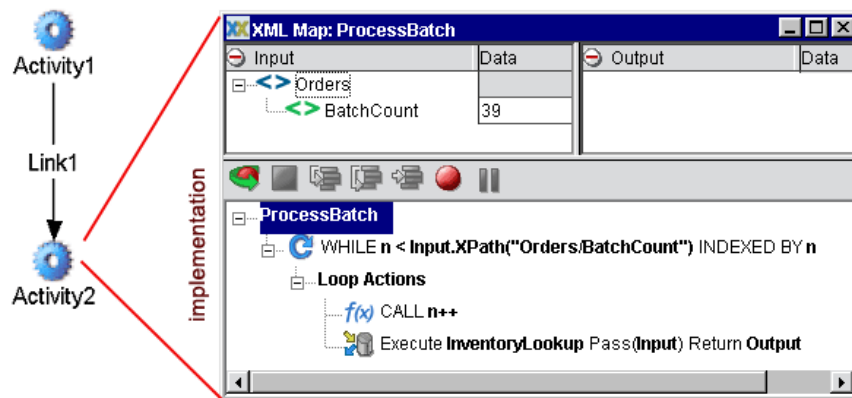 Activity1
Link1
Activity2
implementation
XML Map: ProcessBatch
Input Data Output Data
Orders
BatchCount 39
ProcessBatch
WHILE n < Input.XPath("Orders/BatchCount") INDEXED BY n
Loop Actions
f(x) CALL n++
Execute InventoryLookup Pass(Input) Return Output